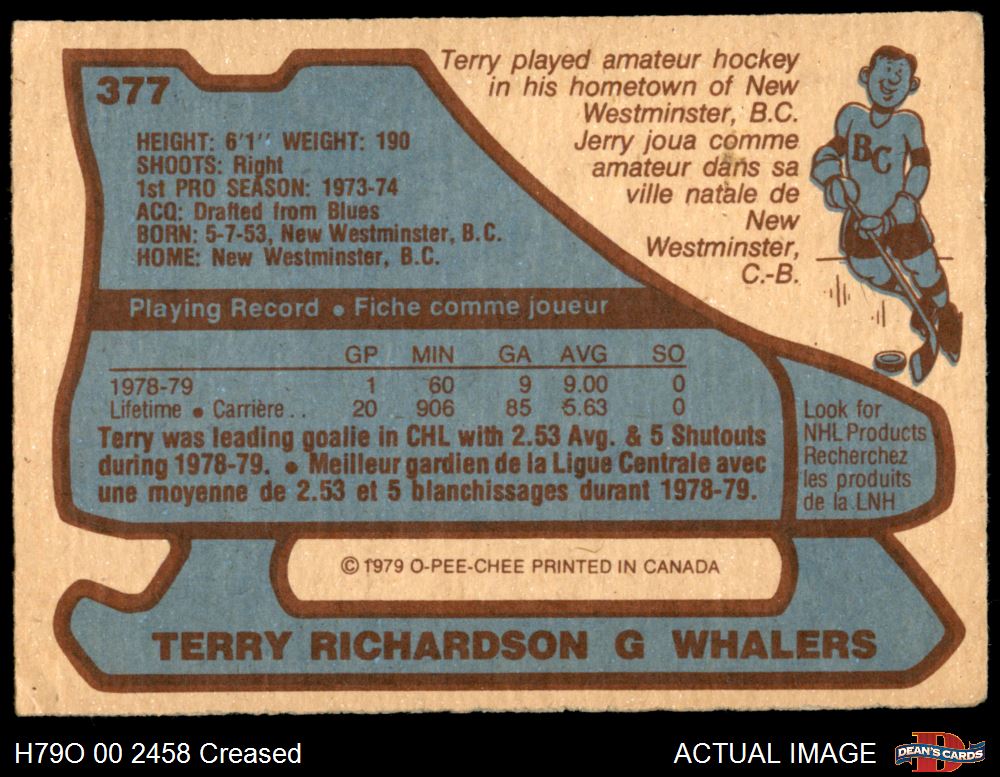 377
HEIGHT: 6'1'' WEIGHT: 190
SHOOTS: Right
1st PRO SEASON: 1973-74
ACQ: Drafted from Blues
BORN: 5-7-53, New Westminster, B.C.
HOME: New Westminster, B.C.
Terry played amateur hockey
in his hometown of New
Westminster, B.C.
Jerry joua comme
amateur dans sa
ville natale de
New
Westminster,
C.-B.
BC
Playing Record • Fiche comme joueur
GP MIN GA AVG SO
1978-79 1 60 9 9.00 0
Lifetime • Carrière . . 20 906 85 5.63 0
Terry was leading goalie in CHL with 2.53 Avg. & 5 Shutouts
during 1978-79. • Meilleur gardien de la Ligue Centrale avec
une moyenne de 2.53 et 5 blanchissages durant 1978-79.
Look for
NHL Products
Recherchez
les produits
de la LNH
© 1979 O-PEE-CHEE PRINTED IN CANADA
TERRY RICHARDSON G WHALERS
H79O 00 2458 Creased
ACTUAL IMAGE
DEAN'S CARDS